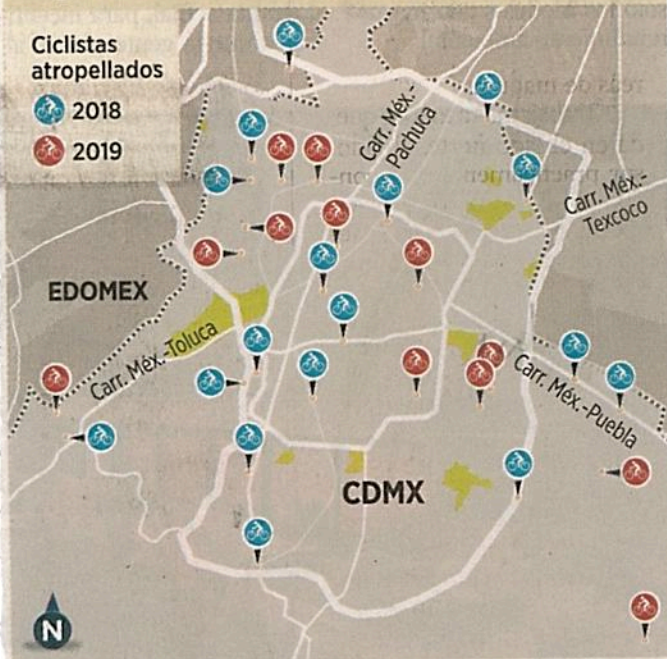 Ciclistas
atropellados
2018
2019
Carr. Méx.-
Pachuca
Carr. Méx.-
Texcoco
EDOMEX
Carr. Méx.-Toluca
Carr. Méx.-Puebla
CDMX
N